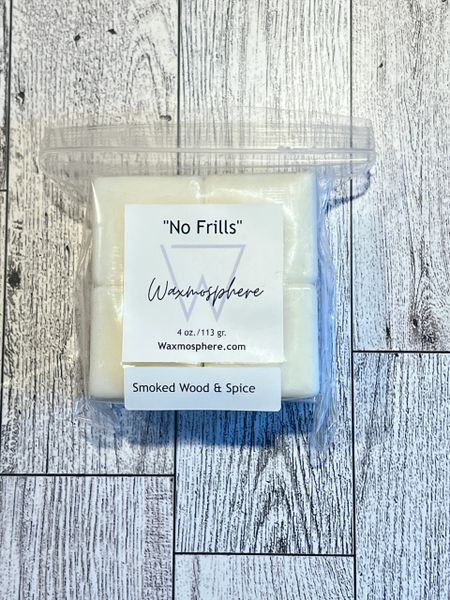 "No Frills"
Waxmosphere
4 oz./113 gr.
Waxmosphere.com
Smoked Wood & Spice